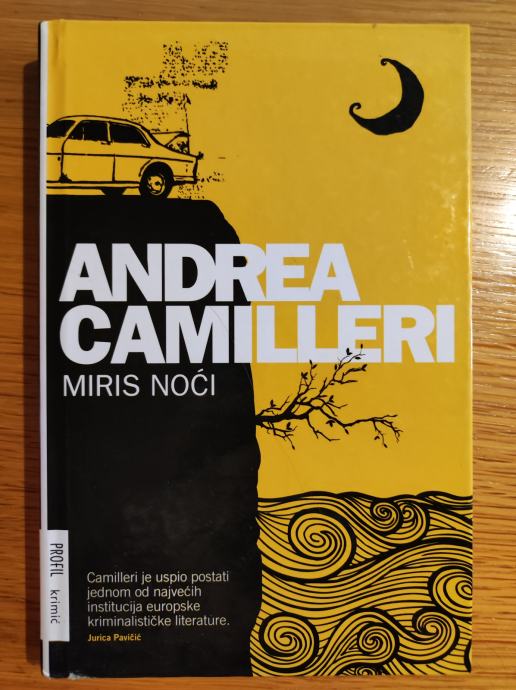 ANDREA
CAMILLERI
MIRIS NOĆI
PROFIL krimić
Camilleri je uspio postati
jednom od najvećih
institucija europske
kriminalističke literature.
Jurica Pavičić